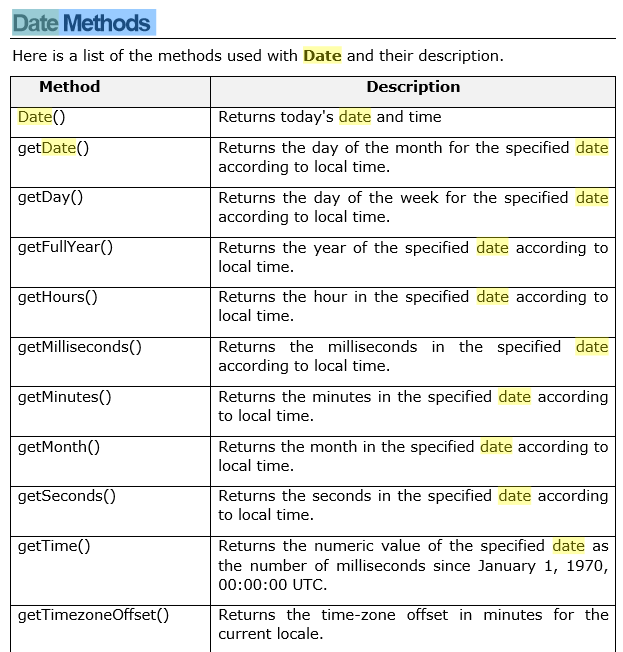 Date Methods
Here is a list of the methods used with Date and their description.
Method Description
Date() Returns today's date and time
getDate() Returns the day of the month for the specified date
according to local time.
getDay() Returns the day of the week for the specified date
according to local time.
getFullYear() Returns the year of the specified date according to
local time.
getHours() Returns the hour in the specified date according to
local time.
getMilliseconds() Returns the milliseconds in the specified date
according to local time.
getMinutes() Returns the minutes in the specified date according
to local time.
getMonth() Returns the month in the specified date according to
local time.
getSeconds() Returns the seconds in the specified date according
to local time.
getTime() Returns the numeric value of the specified date as
the number of milliseconds since January 1, 1970,
00:00:00 UTC.
getTimezoneOffset() Returns the time-zone offset in minutes for the
current locale.